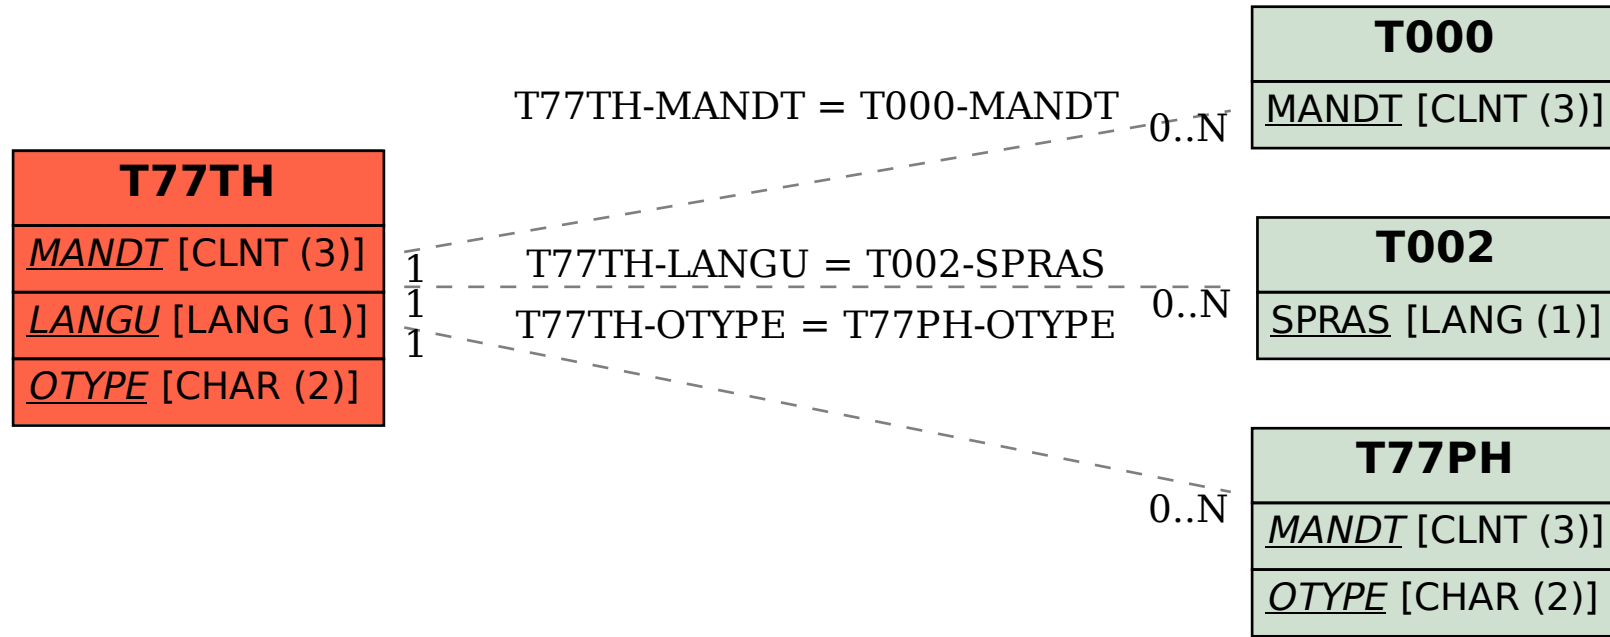 T77TH
MANDT [CLNT (3)]
LANGU [LANG (1)]
OTYPE [CHAR (2)]
T77TH-MANDT = T000-MANDT
1
0..N
T77TH-LANGU = T002-SPRAS
1
0..N
T77TH-OTYPE = T77PH-OTYPE
1
0..N
T000
MANDT [CLNT (3)]
T002
SPRAS [LANG (1)]
T77PH
MANDT [CLNT (3)]
OTYPE [CHAR (2)]